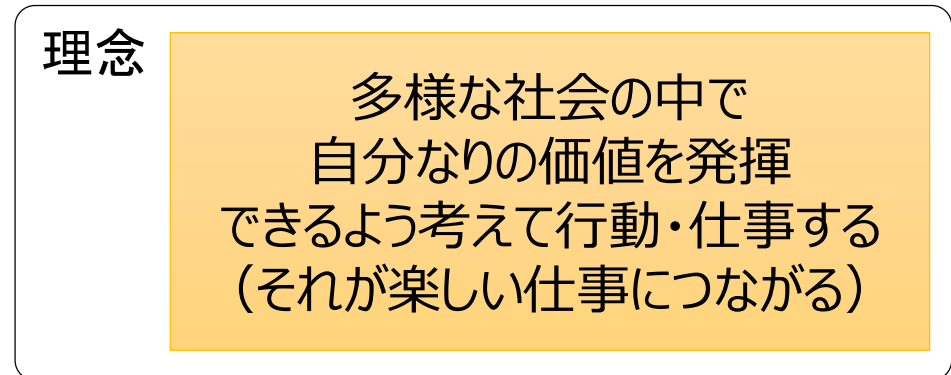 理念
多様な社会の中で
自分なりの価値を発揮
できるよう考えて行動・仕事する
（それが楽しい仕事につながる）